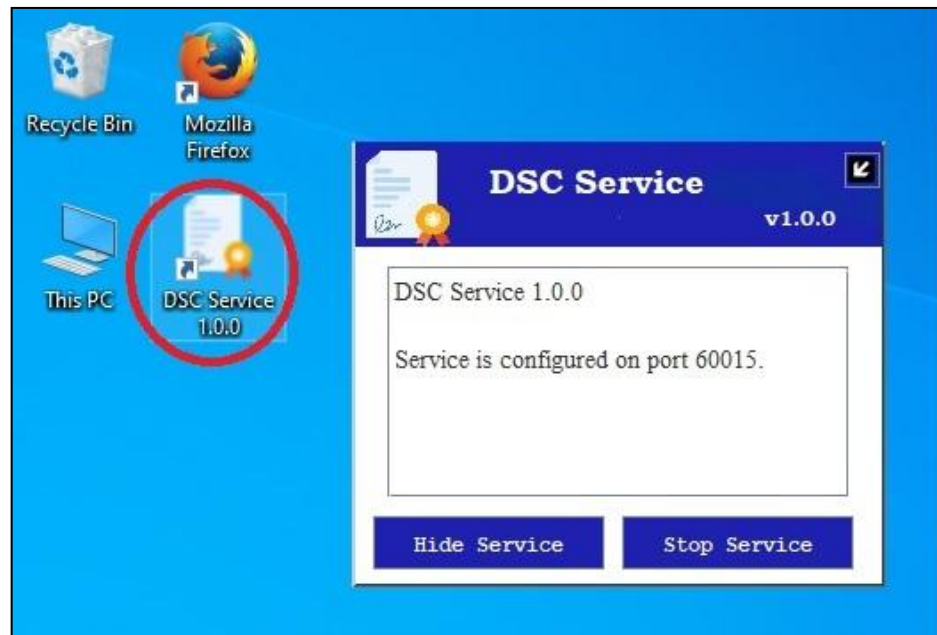 Recycle Bin
Mozilla
Firefox
This PC
DSC Service
1.0.0
DSC Service
v1.0.0
DSC Service 1.0.0
Service is configured on port 60015.
Hide Service
Stop Service